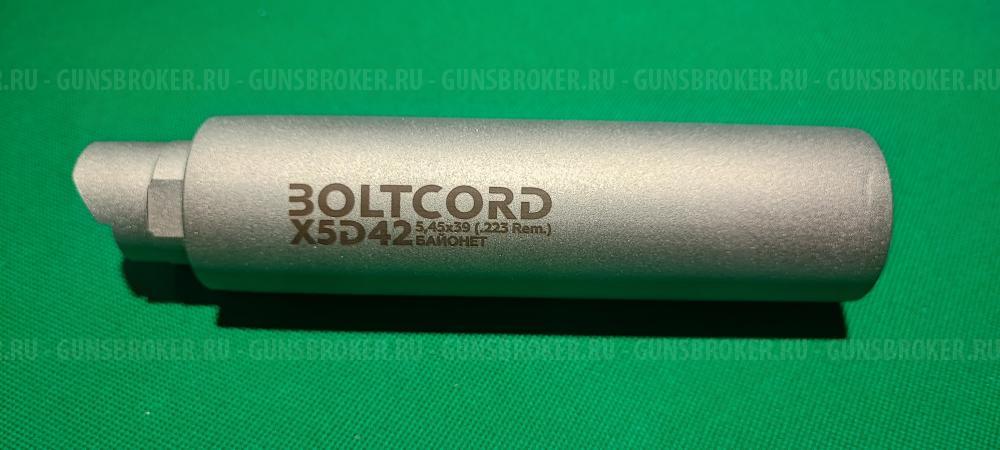 .RU - GUNSBROKER.RU - GUNSBROKER.RU - GUNSBROKER.RU - GUNSBROKER.RU - GUNSBROKER.RU
BOLTCORD
X5D42 5,45x39 (.223 Rem.)
БАЙОНЕТ
.RU - GUNSBROKER.RU - GUNSBROKER.RU - GUNSBROKER.RU - GUNSBROKER.RU - GUNSBROKER.RU